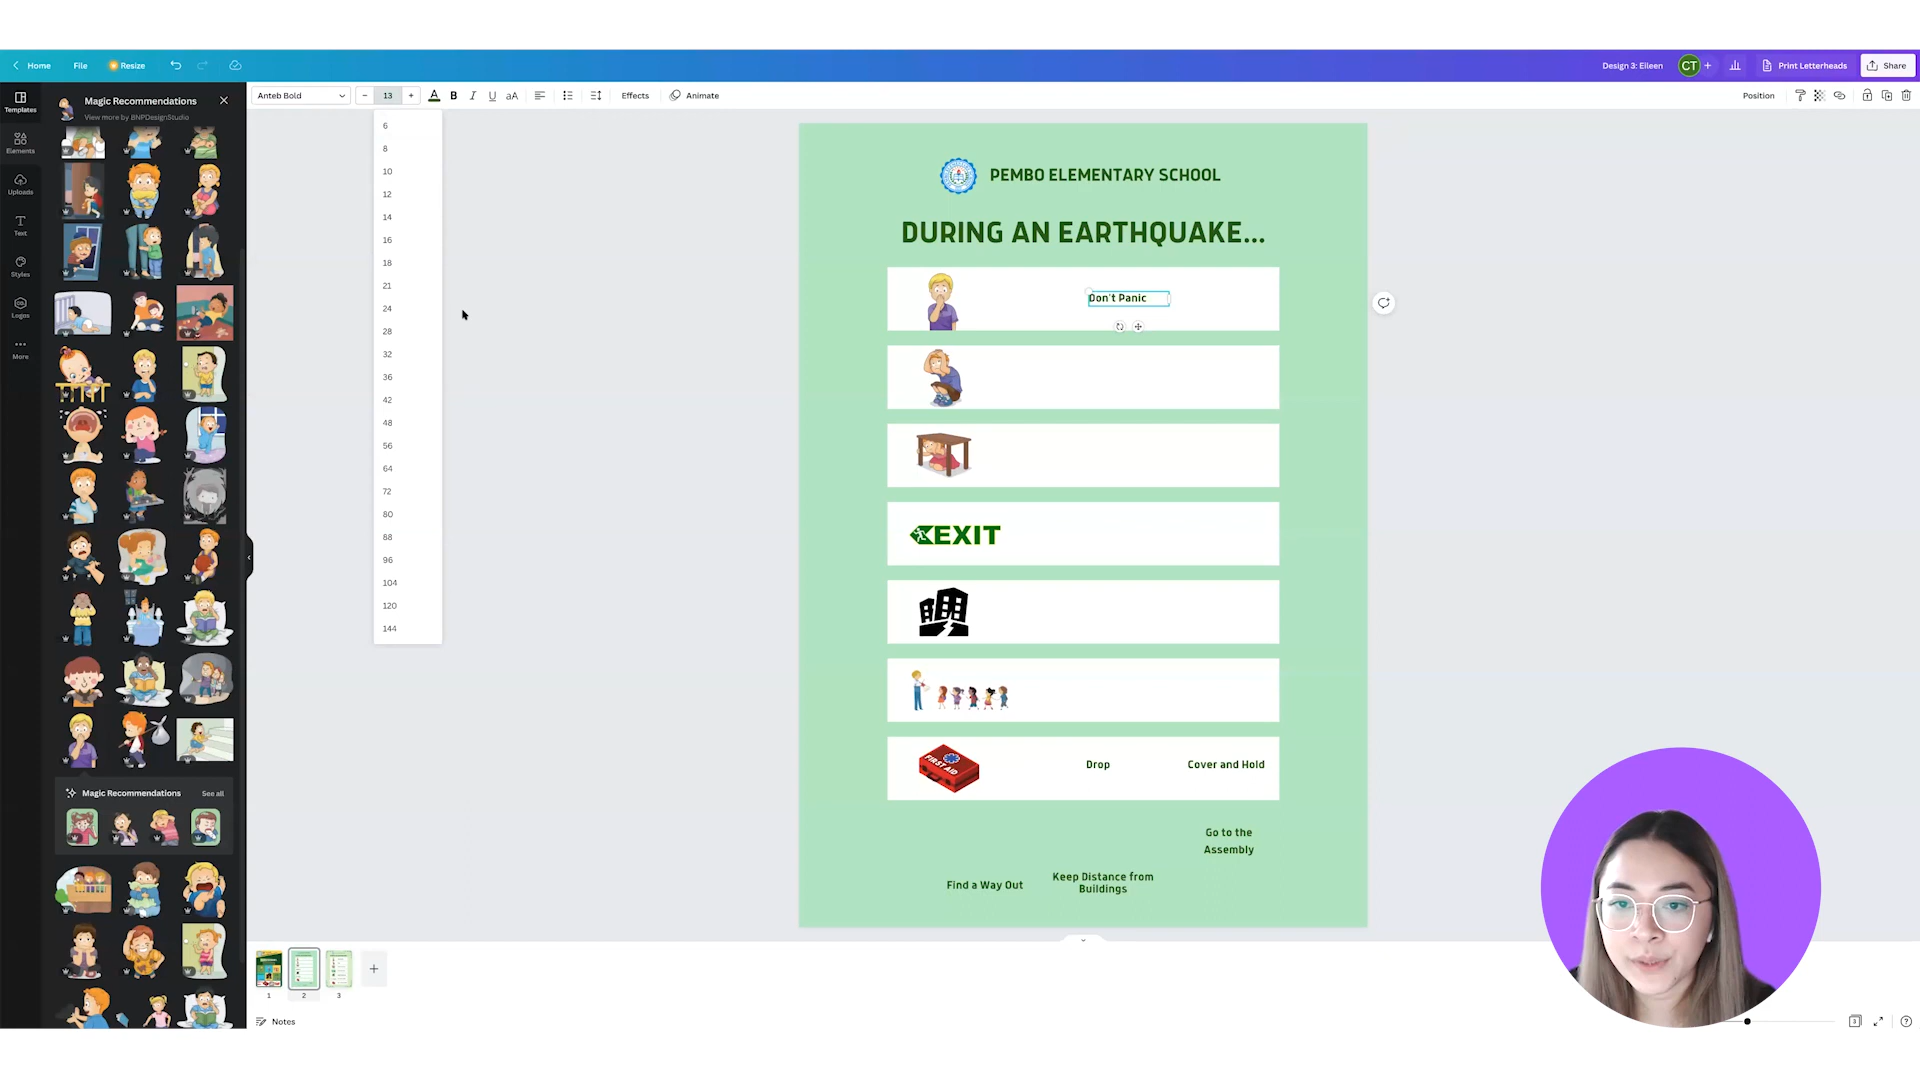 Home
File
Resize
Design 3: Eileen
CT
Print Letterheads
Share
Templates
Elements
Uploads
Text
Styles
Logos
More
Magic Recommendations
View more by BNPDesignStudio
Anteb Bold
13
B
I
U
aA
Effects
Animate
Position
6
8
10
12
14
16
18
21
24
28
32
36
42
48
56
64
72
80
88
96
104
120
144
Magic Recommendations
See all
PEMBO ELEMENTARY SCHOOL
DURING AN EARTHQUAKE...
Don't Panic
EXIT
FIRST AID
Drop
Cover and Hold
Go to the
Assembly
Find a Way Out
Keep Distance from
Buildings
1
2
3
Notes
3